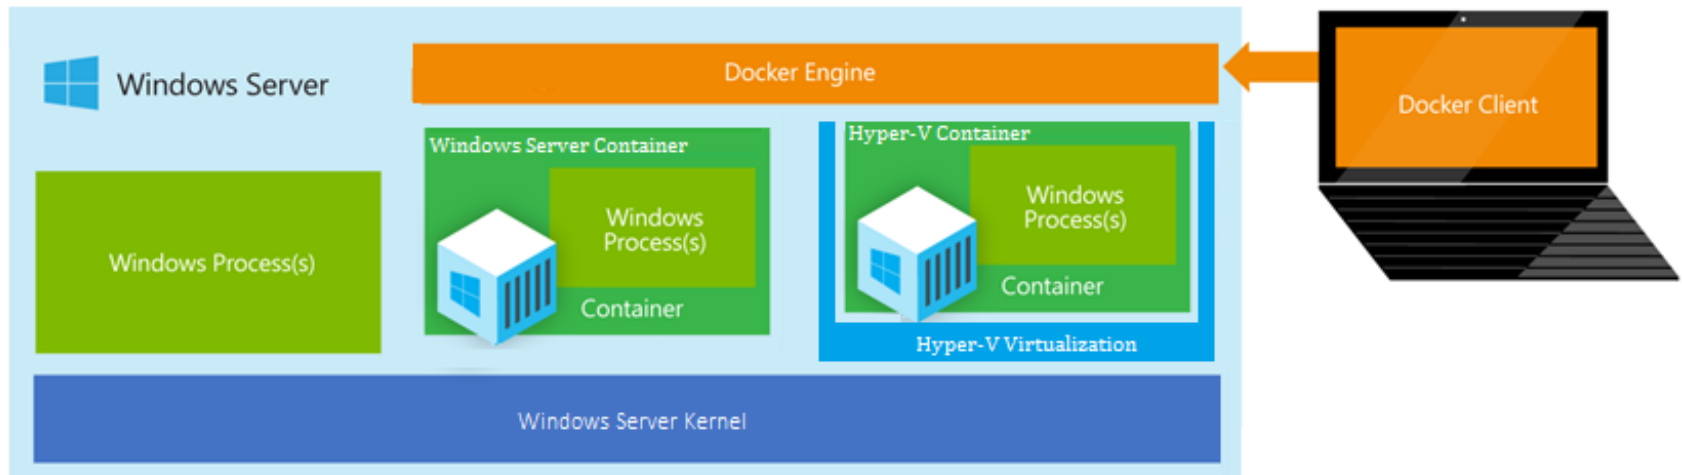 Windows Server
Docker Engine
Docker Client
Windows Process(s)
Windows Server Container
Windows
Process(s)
Container
Hyper-V Container
Windows
Process(s)
Container
Hyper-V Virtualization
Windows Server Kernel